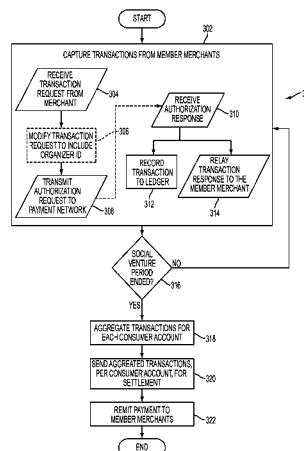 START
302
CAPTURE TRANSACTIONS FROM MEMBER MERCHANTS
RECEIVE
TRANSACTION
REQUEST FROM
MERCHANT
304
MODIFY TRANSACTION
REQUEST TO INCLUDE
ORGANIZER ID
306
TRANSMIT
AUTHORIZATION
REQUEST TO
PAYMENT NETWORK
308
RECEIVE
AUTHORIZATION
RESPONSE
310
RECORD
TRANSACTION
TO LEDGER
312
RELAY
TRANSACTION
RESPONSE TO THE
MEMBER MERCHANT
314
SOCIAL
VENTURE
PERIOD
ENDED?
316
NO
YES
AGGREGATE TRANSACTIONS FOR
EACH CONSUMER ACCOUNT
318
SEND AGGREATED TRANSACTIONS,
PER CONSUMER ACCOUNT, FOR
SETTLEMENT
320
REMIT PAYMENT TO
MEMBER MERCHANTS
322
END